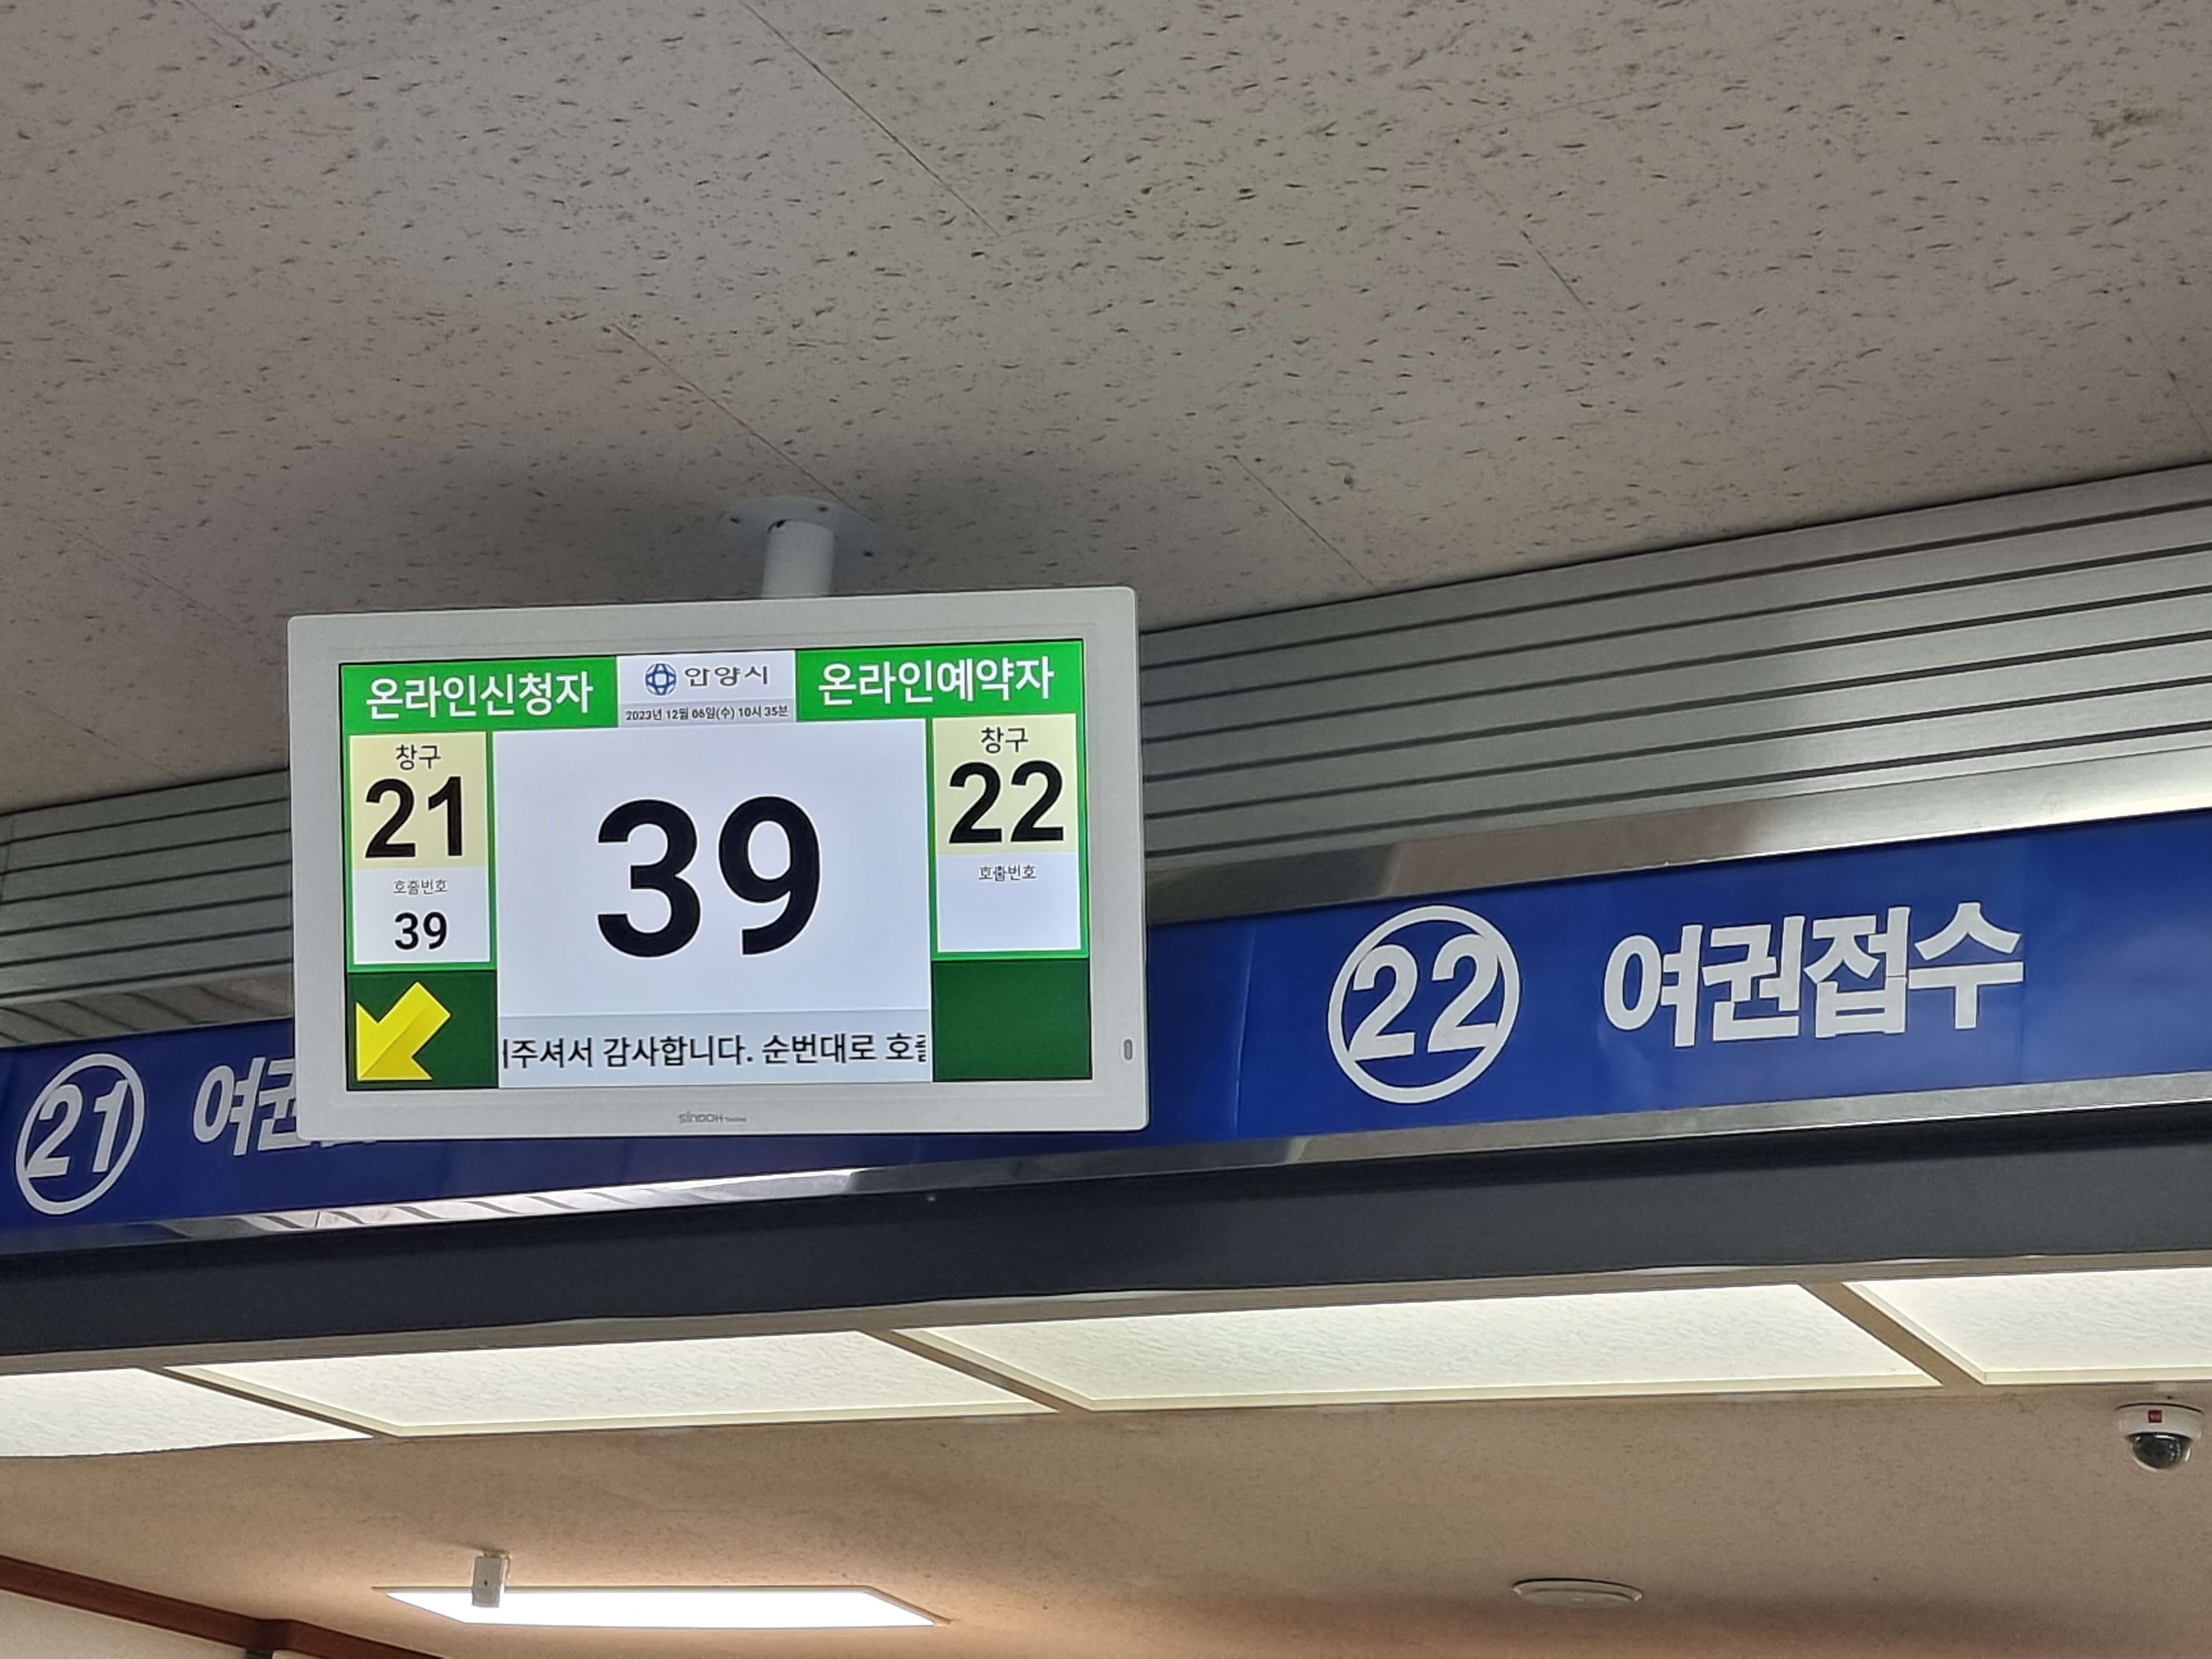 온라인신청자
안양시
온라인예약자
2023년 12월 06일(수) 10시 35분
창구
21
호출번호
39
39
창구
22
호출번호
주셔서 감사합니다. 순번대로
SINDOH
21 여권
22 여권접수